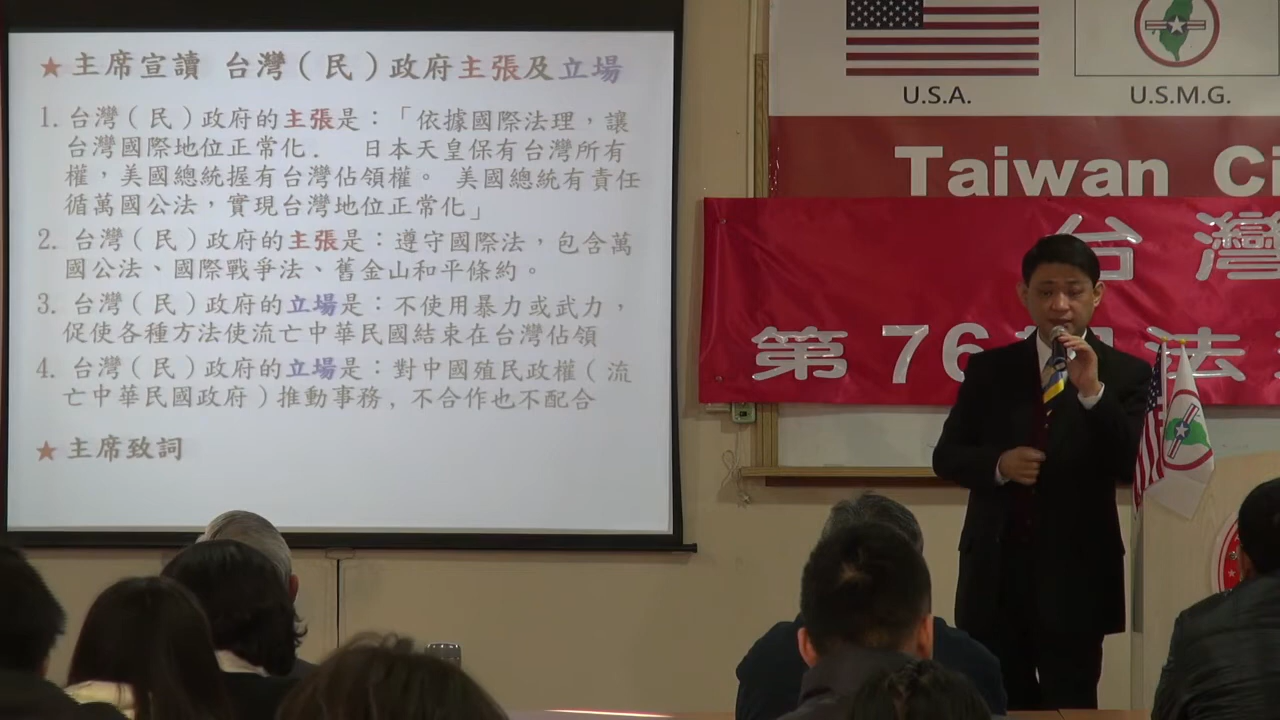 ★ 主席宣讀 台灣(民)政府主張及立場
1. 台灣(民)政府的主張是:「依據國際法理,讓
台灣國際地位正常化. 日本天皇保有台灣所有
權,美國總統握有台灣佔領權。 美國總統有責任
循萬國公法,實現台灣地位正常化」
2. 台灣(民)政府的主張是:遵守國際法,包含萬
國公法、國際戰爭法、舊金山和平條約。
3. 台灣(民)政府的立場是:不使用暴力或武力,
促使各種方法使流亡中華民國結束在台灣佔領
4. 台灣(民)政府的立場是:對中國殖民政權(流
亡中華民國政府)推動事務,不合作也不配合
★ 主席致詞
U.S.A.
U.S.M.G.
Taiwan Ci
台灣
第76期法